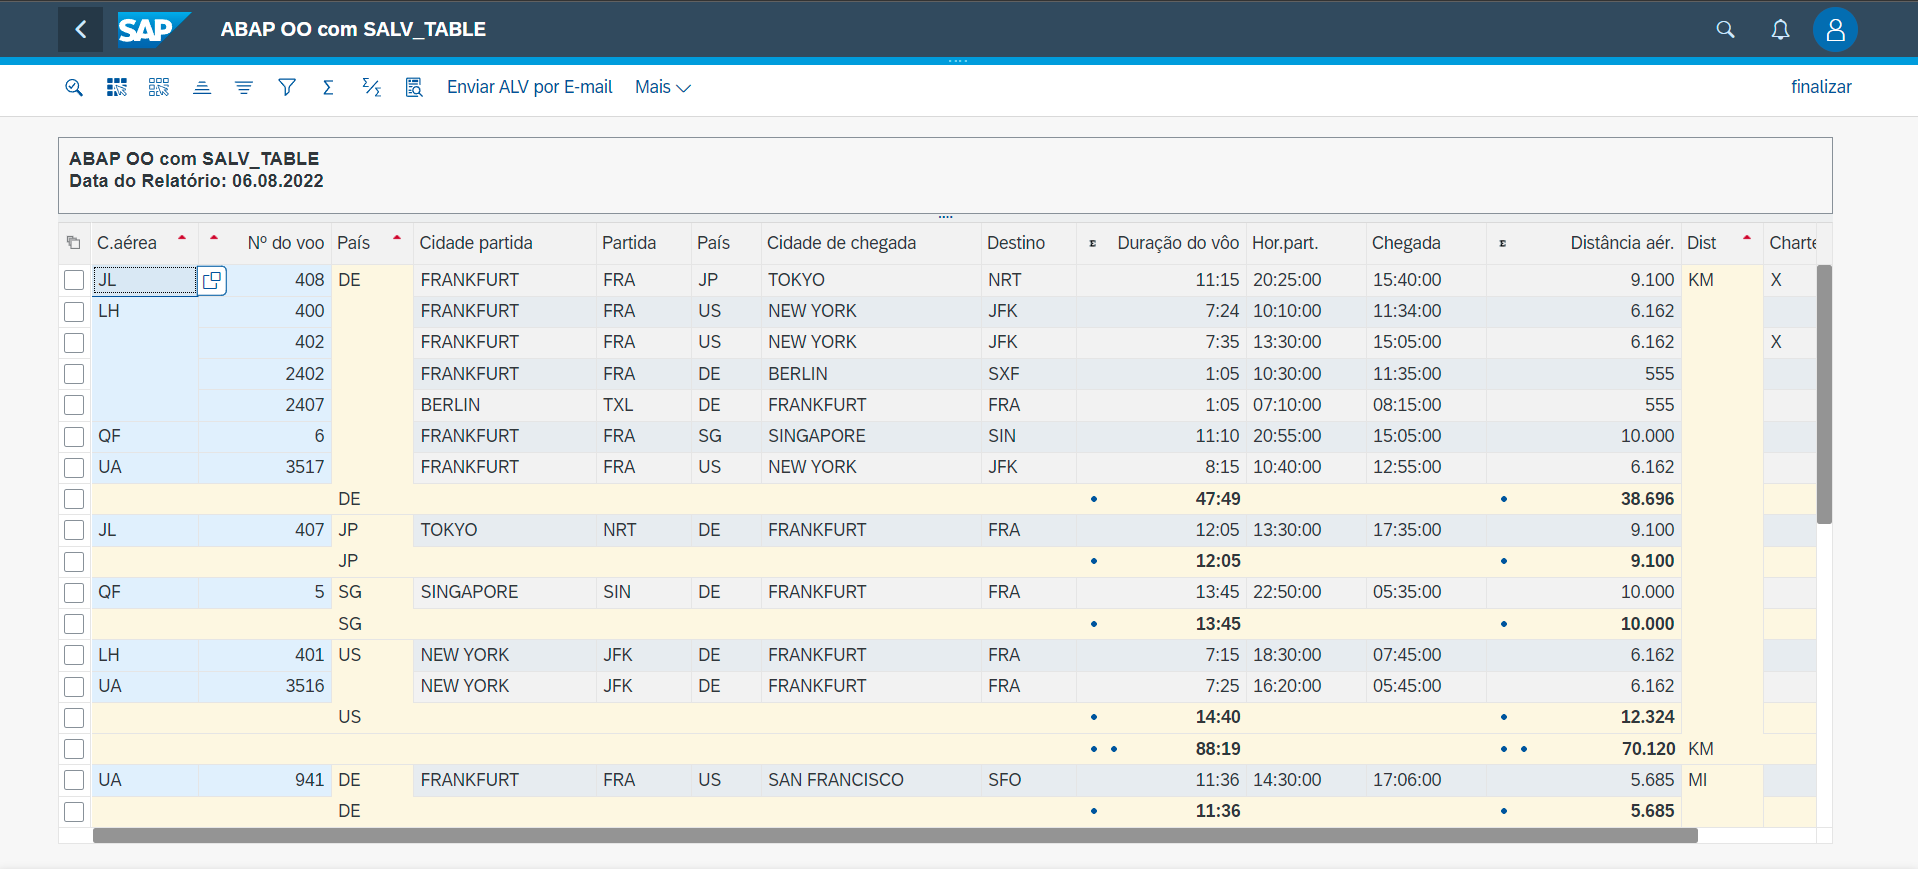 SAP ABAP OO com SALV_TABLE
Enviar ALV por E-mail Mais finalizar
ABAP OO com SALV_TABLE
Data do Relatório: 06.08.2022
C.aérea Nº do voo País Cidade partida Partida País Cidade de chegada Destino Σ Duração do vôo Hor.part. Chegada Σ Distância aér. Dist Charte
JL 408 DE FRANKFURT FRA JP TOKYO NRT 11:15 20:25:00 15:40:00 9.100 KM X
LH 400 FRANKFURT FRA US NEW YORK JFK 7:24 10:10:00 11:34:00 6.162
402 FRANKFURT FRA US NEW YORK JFK 7:35 13:30:00 15:05:00 6.162 X
2402 FRANKFURT FRA DE BERLIN SXF 1:05 10:30:00 11:35:00 555
2407 BERLIN TXL DE FRANKFURT FRA 1:05 07:10:00 08:15:00 555
QF 6 FRANKFURT FRA SG SINGAPORE SIN 11:10 20:55:00 15:05:00 10.000
UA 3517 FRANKFURT FRA US NEW YORK JFK 8:15 10:40:00 12:55:00 6.162
DE • 47:49 • 38.696
JL 407 JP TOKYO NRT DE FRANKFURT FRA 12:05 13:30:00 17:35:00 9.100
JP • 12:05 • 9.100
QF 5 SG SINGAPORE SIN DE FRANKFURT FRA 13:45 22:50:00 05:35:00 10.000
SG • 13:45 • 10.000
LH 401 US NEW YORK JFK DE FRANKFURT FRA 7:15 18:30:00 07:45:00 6.162
UA 3516 NEW YORK JFK DE FRANKFURT FRA 7:25 16:20:00 05:45:00 6.162
US • 14:40 • 12.324
• • 88:19 • • 70.120 KM
UA 941 DE FRANKFURT FRA US SAN FRANCISCO SFO 11:36 14:30:00 17:06:00 5.685 MI
DE • 11:36 • 5.685